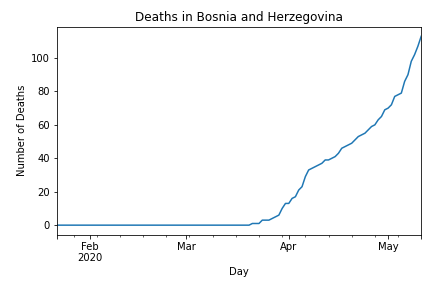 Deaths in Bosnia and Herzegovina
Number of Deaths
100
80
60
40
20
0
Feb
2020
Mar
Apr
May
Day